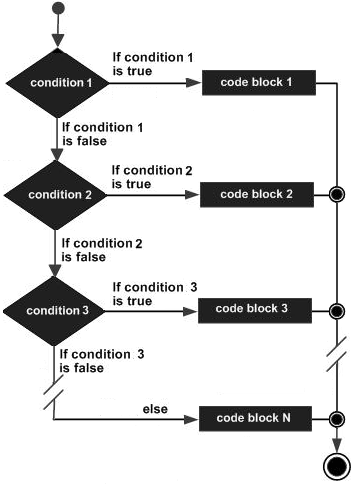 If condition 1
is true
condition 1
code block 1
If condition 1
is false
If condition 2
is true
condition 2
code block 2
If condition 2
is false
If condition 3
is true
condition 3
code block 3
If condition 3
is false
else
code block N